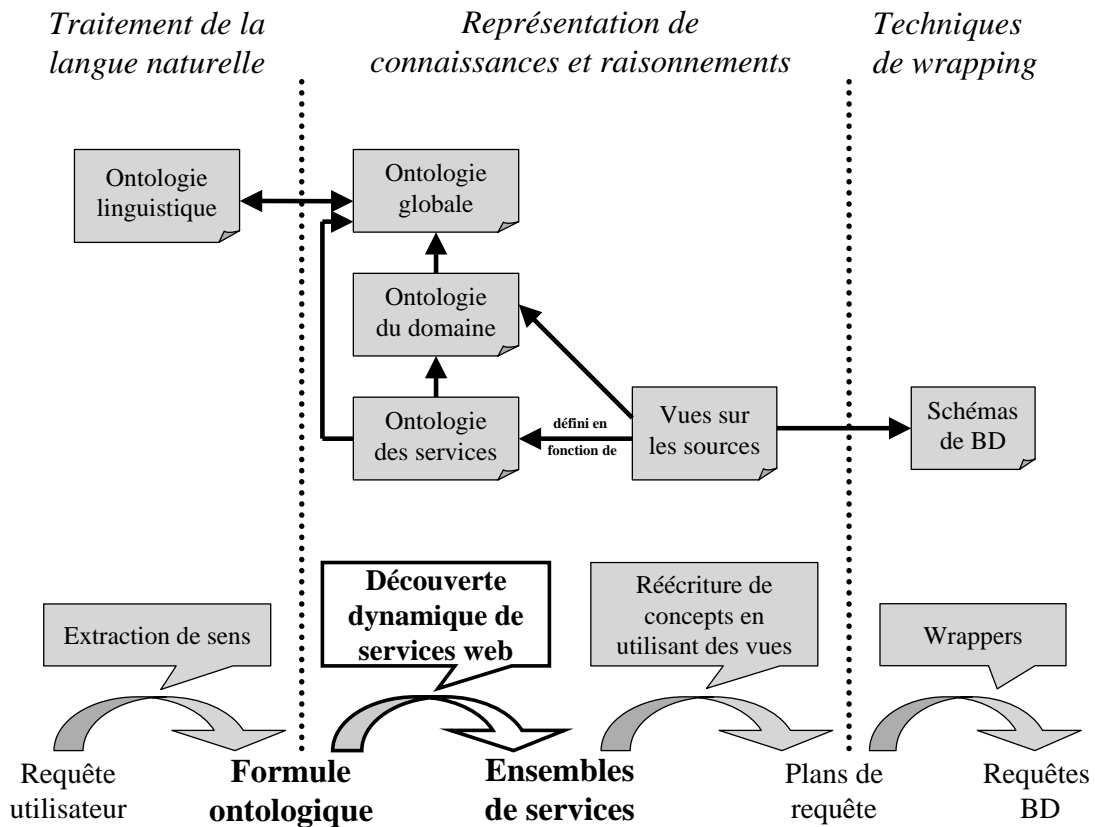 Traitement de la
langue naturelle
Représentation de
connaissances et raisonnements
Techniques
de wrapping
Ontologie
linguistique
Ontologie
globale
Ontologie
du domaine
Ontologie
des services
défini en
fonction de
Vues sur
les sources
Schémas
de BD
Extraction de sens
Découverte
dynamique de
services web
Réécriture de
concepts en
utilisant des vues
Wrappers
Requête
utilisateur
Formule
ontologique
Ensembles
de services
Plans de
requête
Requêtes
BD